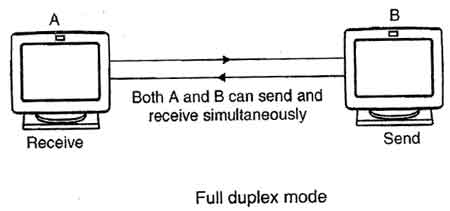 A
B
Both A and B can send and
receive simultaneously
Receive
Send
Full duplex mode